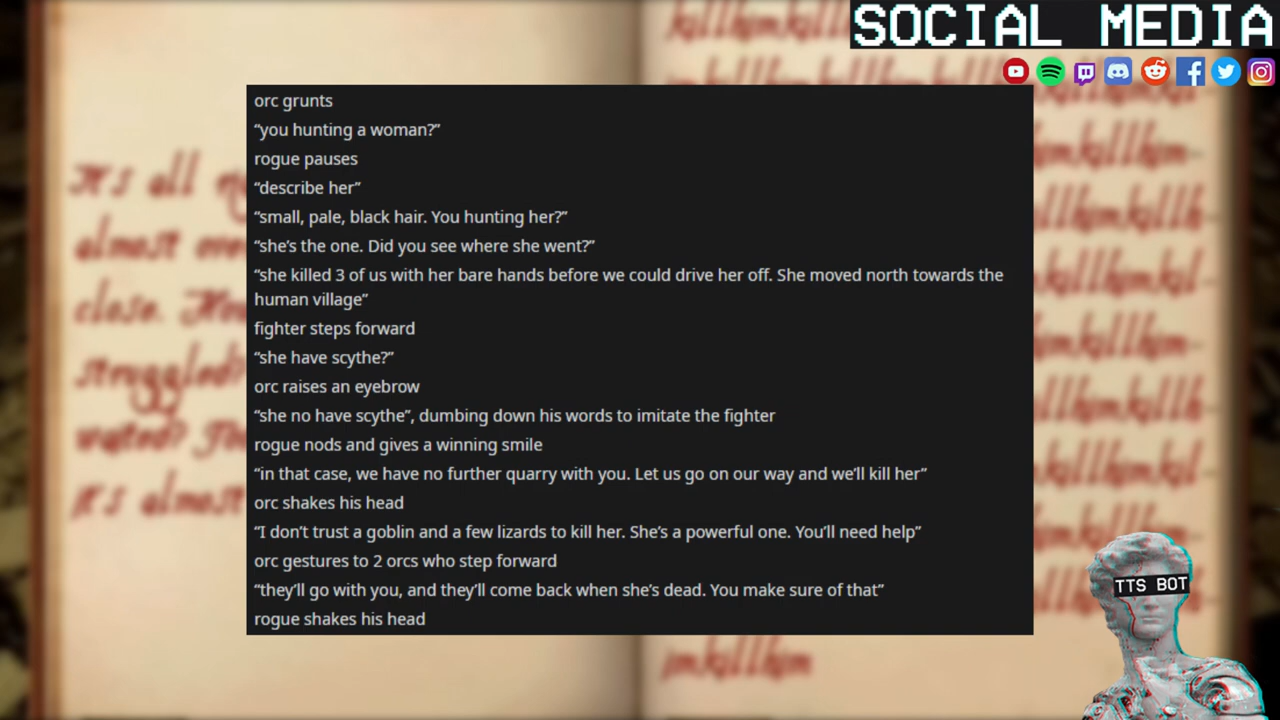 SOCIAL MEDIA
orc grunts
“you hunting a woman?”
rogue pauses
“describe her”
“small, pale, black hair. You hunting her?”
“she’s the one. Did you see where she went?”
“she killed 3 of us with her bare hands before we could drive her off. She moved north towards the
human village”
fighter steps forward
“she have scythe?”
orc raises an eyebrow
“she no have scythe”, dumbing down his words to imitate the fighter
rogue nods and gives a winning smile
“in that case, we have no further quarry with you. Let us go on our way and we’ll kill her”
orc shakes his head
“I don’t trust a goblin and a few lizards to kill her. She’s a powerful one. You’ll need help”
orc gestures to 2 orcs who step forward
“they’ll go with you, and they’ll come back when she’s dead. You make sure of that”
rogue shakes his head
It's all
almost
close.
It's almost
TTS BOT